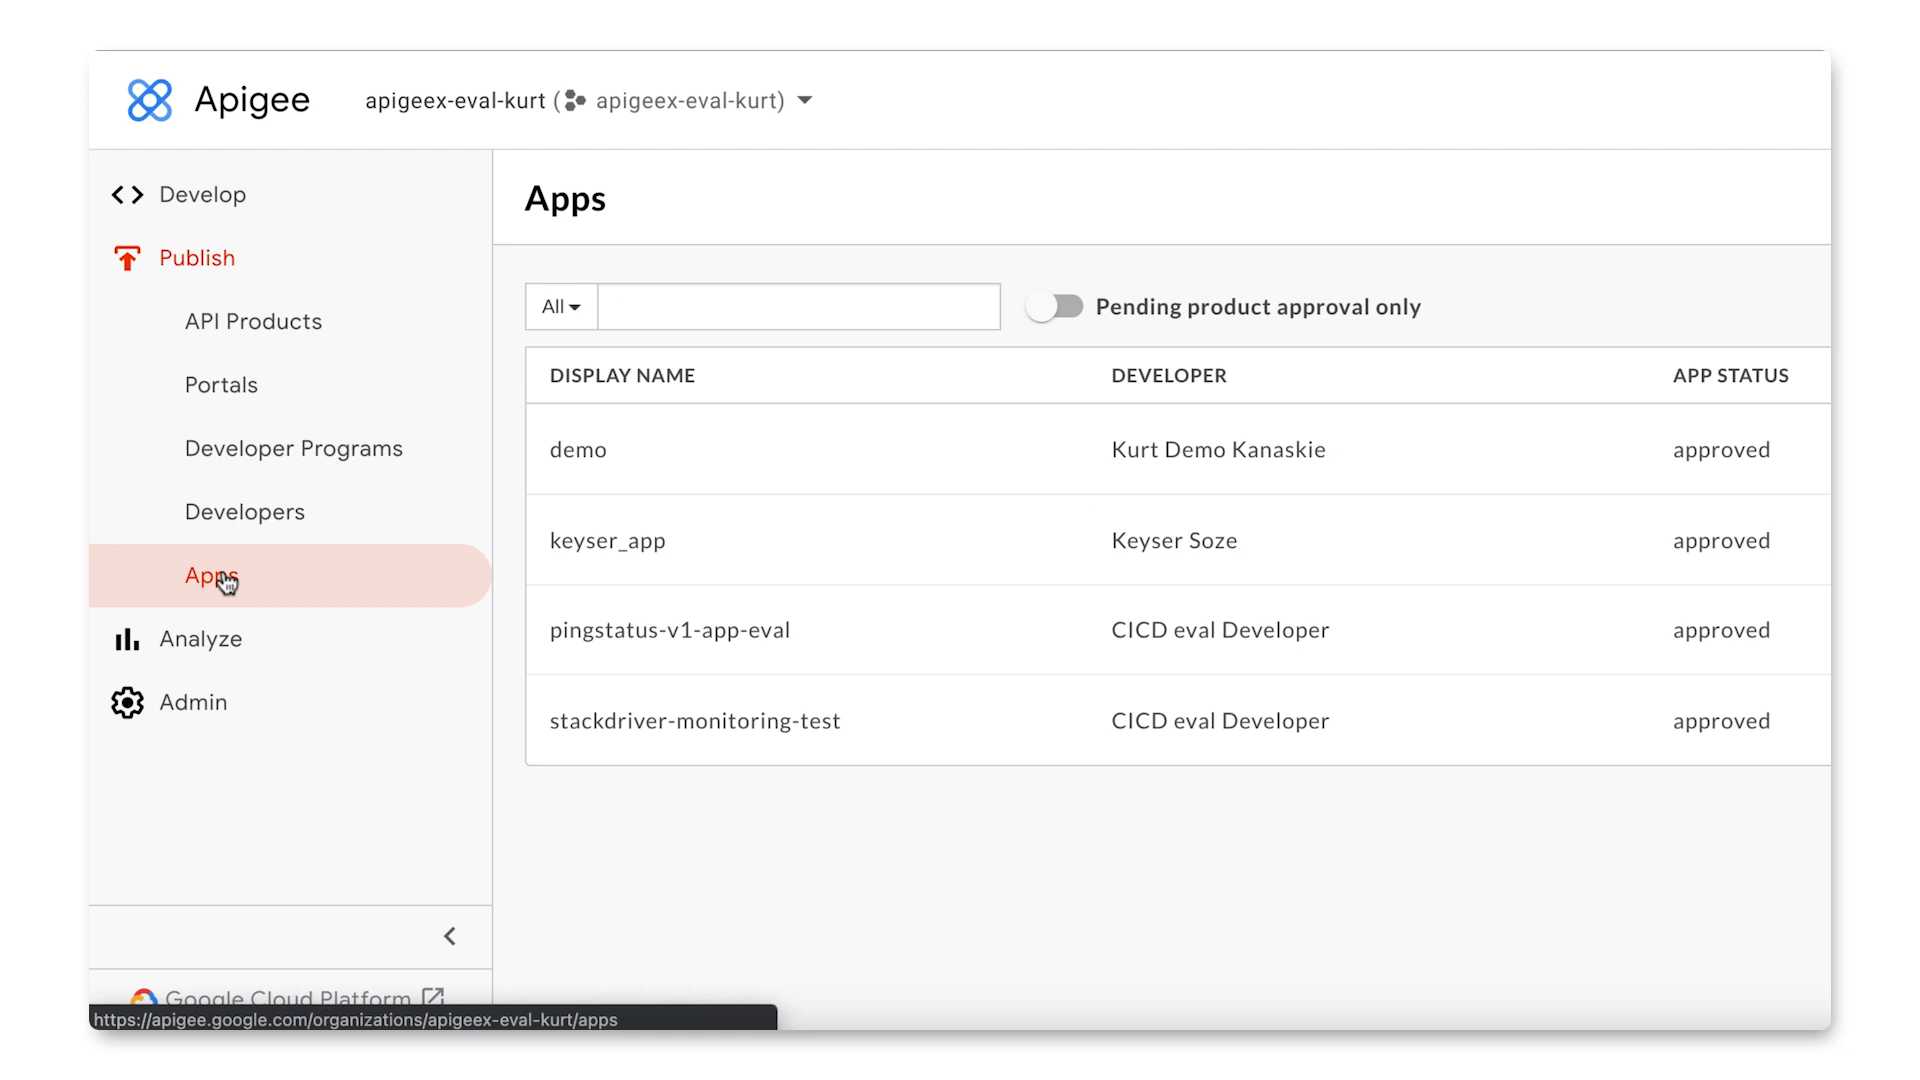 Apigee
apigeex-eval-kurt ( apigeex-eval-kurt)
Develop
Publish
API Products
Portals
Developer Programs
Developers
Apps
Analyze
Admin
Google Cloud Platform
https://apigee.google.com/organizations/apigeex-eval-kurt/apps
Apps
All
Pending product approval only
DISPLAY NAME DEVELOPER APP STATUS
demo Kurt Demo Kanaskie approved
keyser_app Keyser Soze approved
pingstatus-v1-app-eval CICD eval Developer approved
stackdriver-monitoring-test CICD eval Developer approved